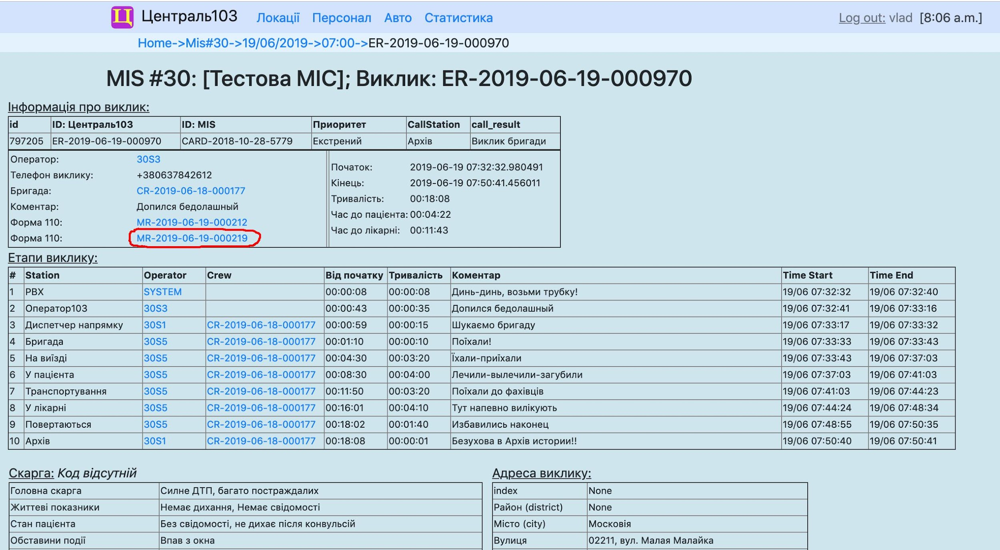 Ц Централь103 Локації Персонал Авто Статистика Log out: vlad [8:06 a.m.]
Home->Mis#30->19/06/2019->07:00->ER-2019-06-19-000970
MIS #30: [Тестова МІС]; Виклик: ER-2019-06-19-000970
Інформація про виклик:
id ID: Централь103 ID: MIS Приоритет CallStation call_result
797205 ER-2019-06-19-000970 CARD-2018-10-28-5779 Екстрений Архів Виклик бригади
Оператор: 30S3
Телефон виклику: +380637842612
Бригада: CR-2019-06-18-000177
Коментар: Допился бедолашный
Форма 110: MR-2019-06-19-000212
Форма 110: MR-2019-06-19-000219
Початок: 2019-06-19 07:32:32.980491
Кінець: 2019-06-19 07:50:41.456011
Тривалість: 00:18:08
Час до пацієнта: 00:04:22
Час до лікарні: 00:11:43
Етапи виклику:
# Station Operator Crew Від початку Тривалість Коментар Time Start Time End
1 PBX SYSTEM 00:00:08 00:00:08 Динь-динь, возьми трубку! 19/06 07:32:32 19/06 07:32:40
2 Оператор103 30S3 00:00:43 00:00:35 Допился бедолашный 19/06 07:32:41 19/06 07:33:16
3 Диспетчер напрямку 30S1 CR-2019-06-18-000177 00:00:59 00:00:15 Шукаємо бригаду 19/06 07:33:17 19/06 07:33:32
4 Бригада 30S5 CR-2019-06-18-000177 00:01:10 00:00:10 Поїхали! 19/06 07:33:33 19/06 07:33:43
5 На виїзді 30S5 CR-2019-06-18-000177 00:04:30 00:03:20 Їхали-приїхали 19/06 07:33:43 19/06 07:37:03
6 У пацієнта 30S5 CR-2019-06-18-000177 00:08:30 00:04:00 Лечили-вылечили-загубили 19/06 07:37:03 19/06 07:41:03
7 Транспортування 30S5 CR-2019-06-18-000177 00:11:50 00:03:20 Поїхали до фахівців 19/06 07:41:03 19/06 07:44:23
8 У лікарні 30S5 CR-2019-06-18-000177 00:16:01 00:04:10 Тут напевно вилікують 19/06 07:44:24 19/06 07:48:34
9 Повертаються 30S5 CR-2019-06-18-000177 00:18:02 00:01:40 Избавились наконец 19/06 07:48:55 19/06 07:50:35
10 Архів 30S1 CR-2019-06-18-000177 00:18:08 00:00:01 Безухова в Архів истории!! 19/06 07:50:40 19/06 07:50:41
Скарга: Код відсутній
Головна скарга Силне ДТП, багато постраждалих
Життеві показники Немає дихання, Немає свідомості
Стан пацієнта Без свідомості, не дихає після конвульсій
Обставини події Впав з окна
Адреса виклику:
index None
Район (district) None
Місто (city) Московія
Вулиця 02211, вул. Малая Малайка